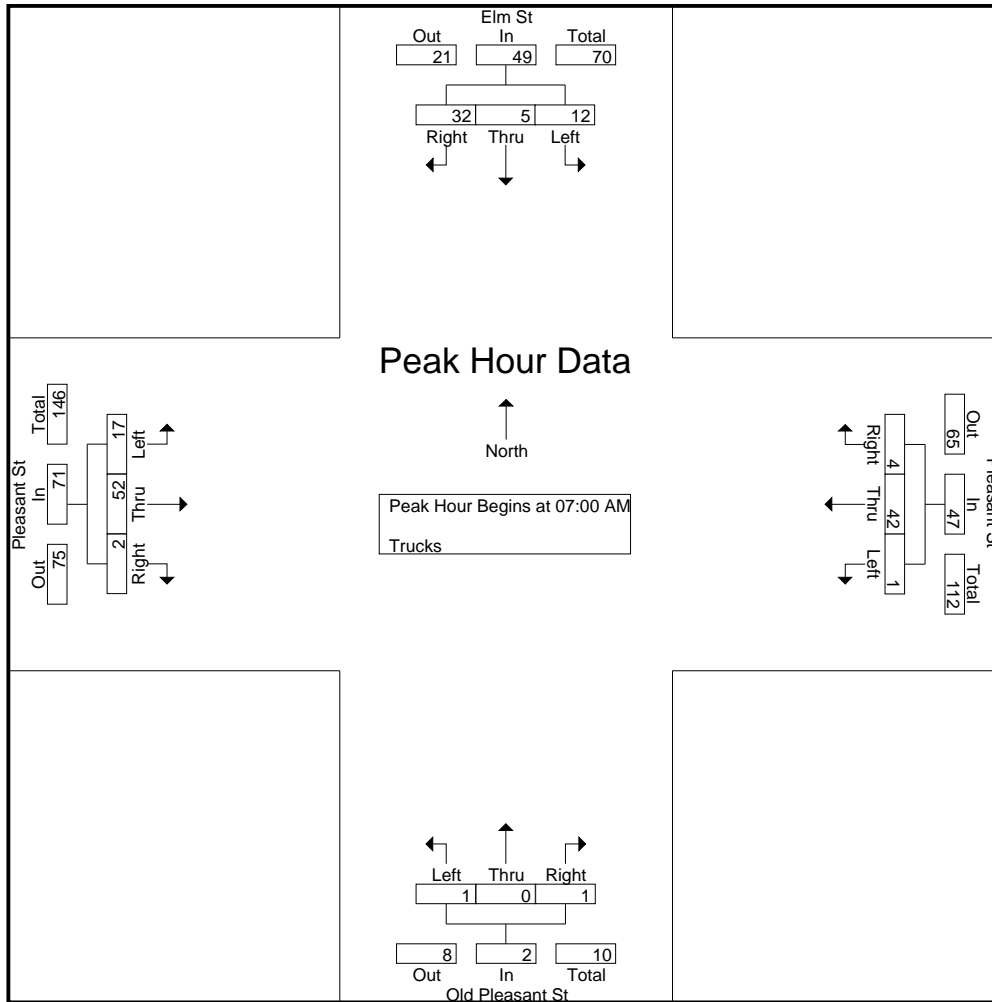 Elm St
Out In Total
21 49 70
32 5 12
Right Thru Left
Peak Hour Data
North
Peak Hour Begins at 07:00 AM
Trucks
Pleasant St
Total In Out
146 71 75
17 52 2
Left Thru Right
Pleasant St
Out In Total
65 47 112
4 42 1
Right Thru Left
Left Thru Right
1 0 1
8 2 10
Out In Total
Old Pleasant St